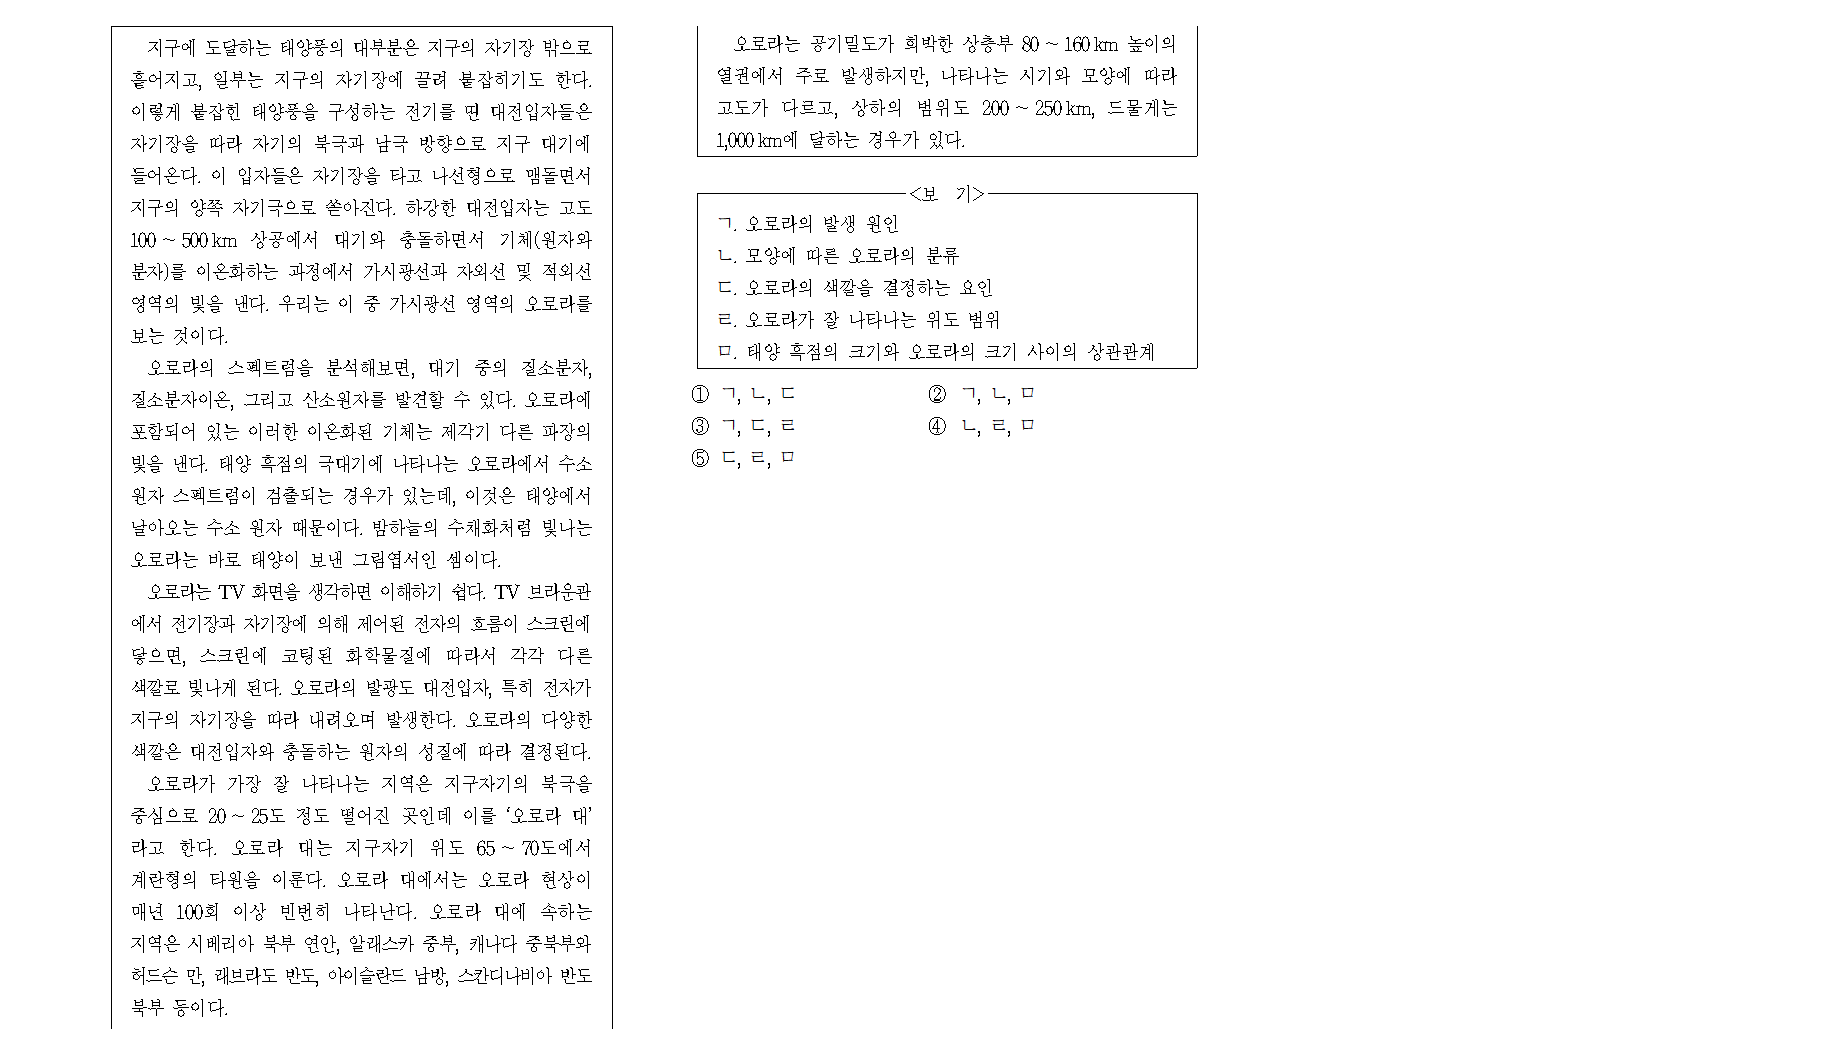 지구에 도달하는 태양풍의 대부분은 지구의 자기장 밖으로
흩어지고, 일부는 지구의 자기장에 끌려 붙잡히기도 한다.
이렇게 붙잡힌 태양풍을 구성하는 전기를 띤 대전입자들은
자기장을 따라 자기의 북극과 남극 방향으로 지구 대기에
들어온다. 이 입자들은 자기장을 타고 나선형으로 맴돌면서
지구의 양쪽 자기극으로 쏟아진다. 하강한 대전입자는 고도
100 ~ 500 km 상공에서 대기와 충돌하면서 기체(원자와
분자)를 이온화하는 과정에서 가시광선과 자외선 및 적외선
영역의 빛을 낸다. 우리는 이 중 가시광선 영역의 오로라를
보는 것이다.
오로라의 스펙트럼을 분석해보면, 대기 중의 질소분자,
질소분자이온, 그리고 산소원자를 발견할 수 있다. 오로라에
포함되어 있는 이러한 이온화된 기체는 제각기 다른 파장의
빛을 낸다. 태양 흑점의 극대기에 나타나는 오로라에서 수소
원자 스펙트럼이 검출되는 경우가 있는데, 이것은 태양에서
날아오는 수소 원자 때문이다. 밤하늘의 수채화처럼 빛나는
오로라는 바로 태양이 보낸 그림엽서인 셈이다.
오로라는 TV 화면을 생각하면 이해하기 쉽다. TV 브라운관
에서 전기장과 자기장에 의해 제어된 전자의 흐름이 스크린에
닿으면, 스크린에 코팅된 화학물질에 따라서 각각 다른
색깔로 빛나게 된다. 오로라의 발광도 대전입자, 특히 전자가
지구의 자기장을 따라 내려오며 발생한다. 오로라의 다양한
색깔은 대전입자와 충돌하는 원자의 성질에 따라 결정된다.
오로라가 가장 잘 나타나는 지역은 지구자기의 북극을
중심으로 20 ~ 25도 정도 떨어진 곳인데 이를 ‘오로라 대’
라고 한다. 오로라 대는 지구자기 위도 65 ~ 70도에서
계란형의 타원을 이룬다. 오로라 대에서는 오로라 현상이
매년 100회 이상 빈번히 나타난다. 오로라 대에 속하는
지역은 시베리아 북부 연안, 알래스카 중부, 캐나다 중북부와
허드슨 만, 래브라도 반도, 아이슬란드 남방, 스칸디나비아 반도
북부 등이다.
오로라는 공기밀도가 희박한 상층부 80 ~ 160 km 높이의
열권에서 주로 발생하지만, 나타나는 시기와 모양에 따라
고도가 다르고, 상하의 범위도 200 ~ 250 km, 드물게는
1,000 km에 달하는 경우가 있다.
<보 기>
ㄱ. 오로라의 발생 원인
ㄴ. 모양에 따른 오로라의 분류
ㄷ. 오로라의 색깔을 결정하는 요인
ㄹ. 오로라가 잘 나타나는 위도 범위
ㅁ. 태양 흑점의 크기와 오로라의 크기 사이의 상관관계
① ㄱ, ㄴ, ㄷ ② ㄱ, ㄴ, ㅁ
③ ㄱ, ㄷ, ㄹ ④ ㄴ, ㄹ, ㅁ
⑤ ㄷ, ㄹ, ㅁ